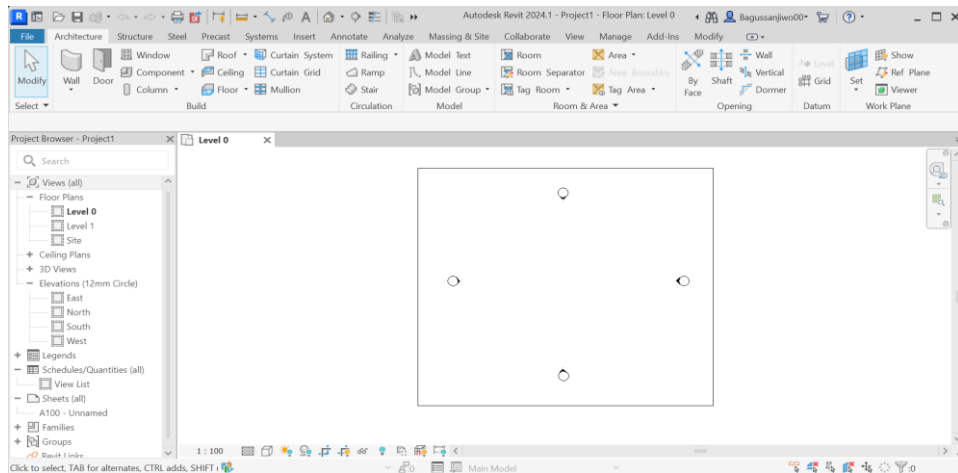 Autodesk Revit 2024.1 - Project1 - Floor Plan: Level 0
Bagussanjiwo00
File Architecture Structure Steel Precast Systems Insert Annotate Analyze Massing & Site Collaborate View Manage Add-Ins Modify
Modify
Wall
Door
Window
Component
Column
Roof
Ceiling
Floor
Curtain System
Curtain Grid
Mullion
Railing
Ramp
Stair
Model Text
Model Line
Model Group
Room
Room Separator
Tag Room
Area
Area Boundary
Tag Area
By Face
Shaft
Wall
Vertical
Dormer
Level
Grid
Set
Show
Ref Plane
Viewer
Select Build Circulation Model Room & Area Opening Datum Work Plane
Project Browser - Project1
Level 0
Search
Views (all)
Floor Plans
Level 0
Level 1
Site
Ceiling Plans
3D Views
Elevations (12mm Circle)
East
North
South
West
Legends
Schedules/Quantities (all)
View List
Sheets (all)
A100 - Unnamed
Families
Groups
Revit Links
1 : 100
Click to select, TAB for alternates, CTRL adds, SHIFT
:0
Main Model
:0